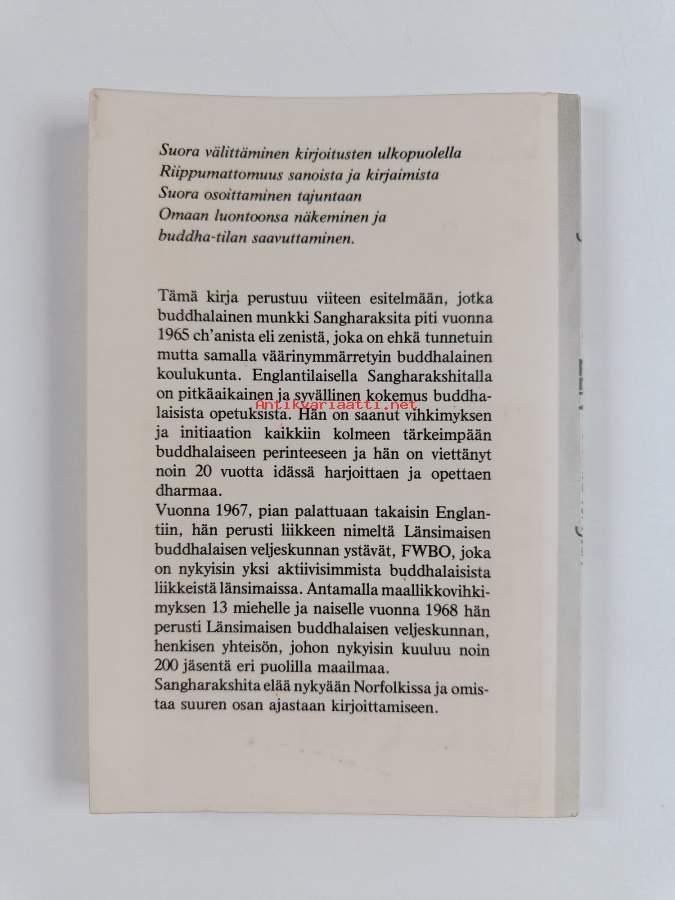 Suora välittäminen kirjoitusten ulkopuolella
Riippumattomuus sanoista ja kirjaimista
Suora osoittaminen tajuntaan
Omaan luontoonsa näkeminen ja
buddha-tilan saavuttaminen.
Tämä kirja perustuu viiteen esitelmään, jotka
buddhalainen munkki Sangharaksita piti vuonna
1965 ch'anista eli zenistä, joka on ehkä tunnetuin
mutta samalla väärinymmärretyin buddhalainen
koulukunta. Englantilaisella Sangharakshitalla
on pitkäaikainen ja syvällinen kokemus buddha-
Antikvariaatti.net
laisista opetuksista. Hän on saanut vihkimyksen
ja initiaation kaikkiin kolmeen tärkeimpään
buddhalaiseen perinteeseen ja hän on viettänyt
noin 20 vuotta idässä harjoittaen ja opettaen
dharmaa.
Vuonna 1967, pian palattuaan takaisin Englan-
tiin, hän perusti liikkeen nimeltä Länsimaisen
buddhalaisen veljeskunnan ystävät, FWBO, joka
on nykyisin yksi aktiivisimmista buddhalaisista
liikkeistä länsimaissa. Antamalla maallikkovihki-
myksen 13 miehelle ja naiselle vuonna 1968 hän
perusti Länsimaisen buddhalaisen veljeskunnan,
henkisen yhteisön, johon nykyisin kuuluu noin
200 jäsentä eri puolilla maailmaa.
Sangharakshita elää nykyään Norfolkissa ja omis-
taa suuren osan ajastaan kirjoittamiseen.